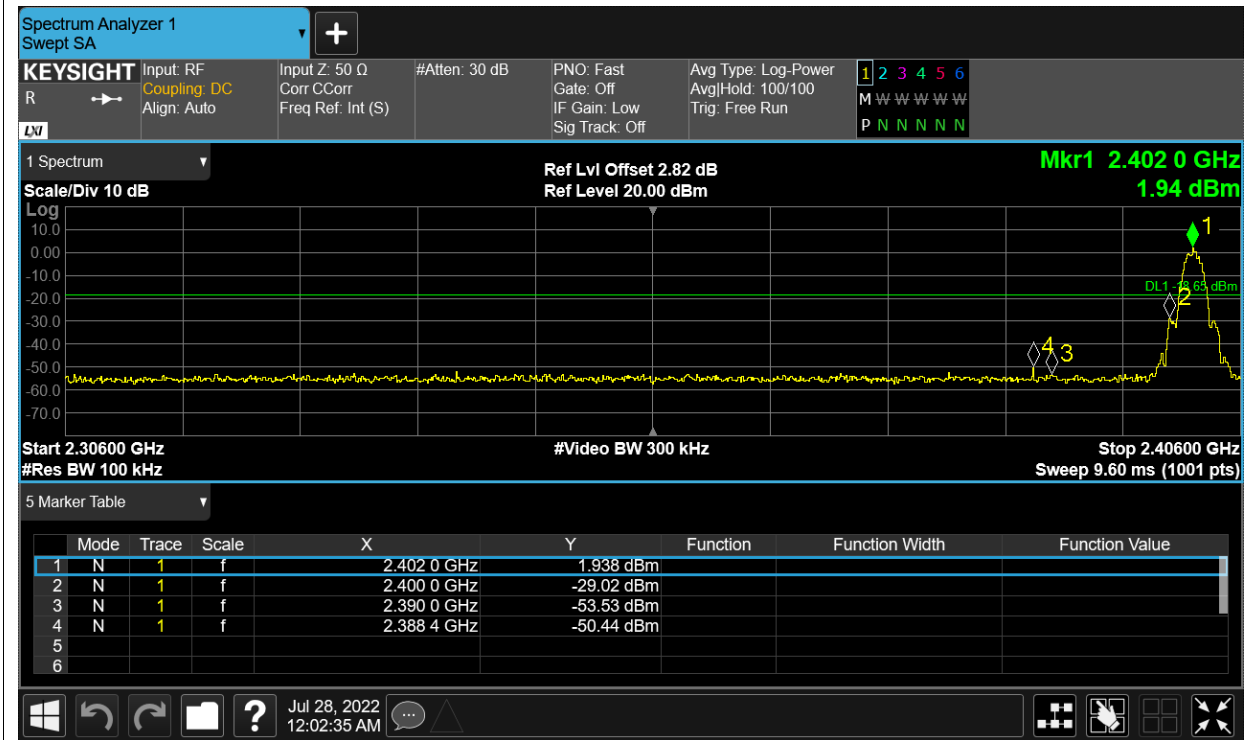 Spectrum Analyzer 1
Swept SA
KEYSIGHT Input: RF Input Z: 50 Ω #Atten: 30 dB PNO: Fast Avg Type: Log-Power 1 2 3 4 5 6
R Coupling: DC Corr CCorr Gate: Off Avg|Hold: 100/100 M W W W W W
Align: Auto Freq Ref: Int (S) IF Gain: Low Trig: Free Run
LXI Sig Track: Off P N N N N N
1 Spectrum Ref Lvl Offset 2.82 dB Mkr1 2.402 0 GHz
Scale/Div 10 dB Ref Level 20.00 dBm 1.94 dBm
Log
10.0 1
0.00
-10.0
DL1 -18.65 dBm
-20.0 2
-30.0
-40.0 4 3
-50.0
-60.0
-70.0
Start 2.30600 GHz #Video BW 300 kHz Stop 2.40600 GHz
#Res BW 100 kHz Sweep 9.60 ms (1001 pts)
5 Marker Table
Mode Trace Scale X Y Function Function Width Function Value
1 N 1 f 2.402 0 GHz 1.938 dBm
2 N 1 f 2.400 0 GHz -29.02 dBm
3 N 1 f 2.390 0 GHz -53.53 dBm
4 N 1 f 2.388 4 GHz -50.44 dBm
5
6
? Jul 28, 2022
12:02:35 AM